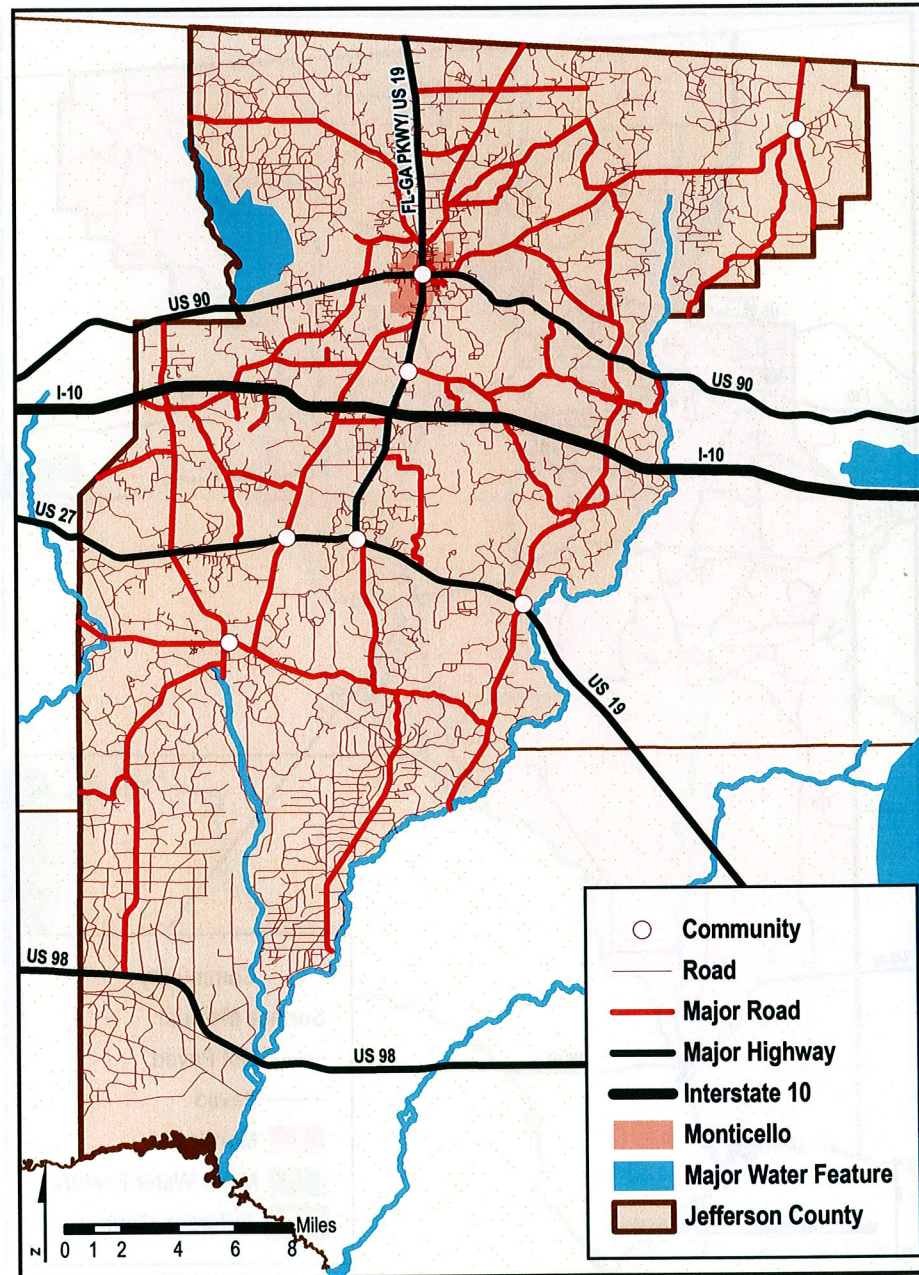 FL-GA PKWY/ US 19
US 90
US 90
I-10
I-10
US 27
US 19
US 98
US 98
Community
Road
Major Road
Major Highway
Interstate 10
Monticello
Major Water Feature
Jefferson County
Miles
0 1 2 4 6 8
N